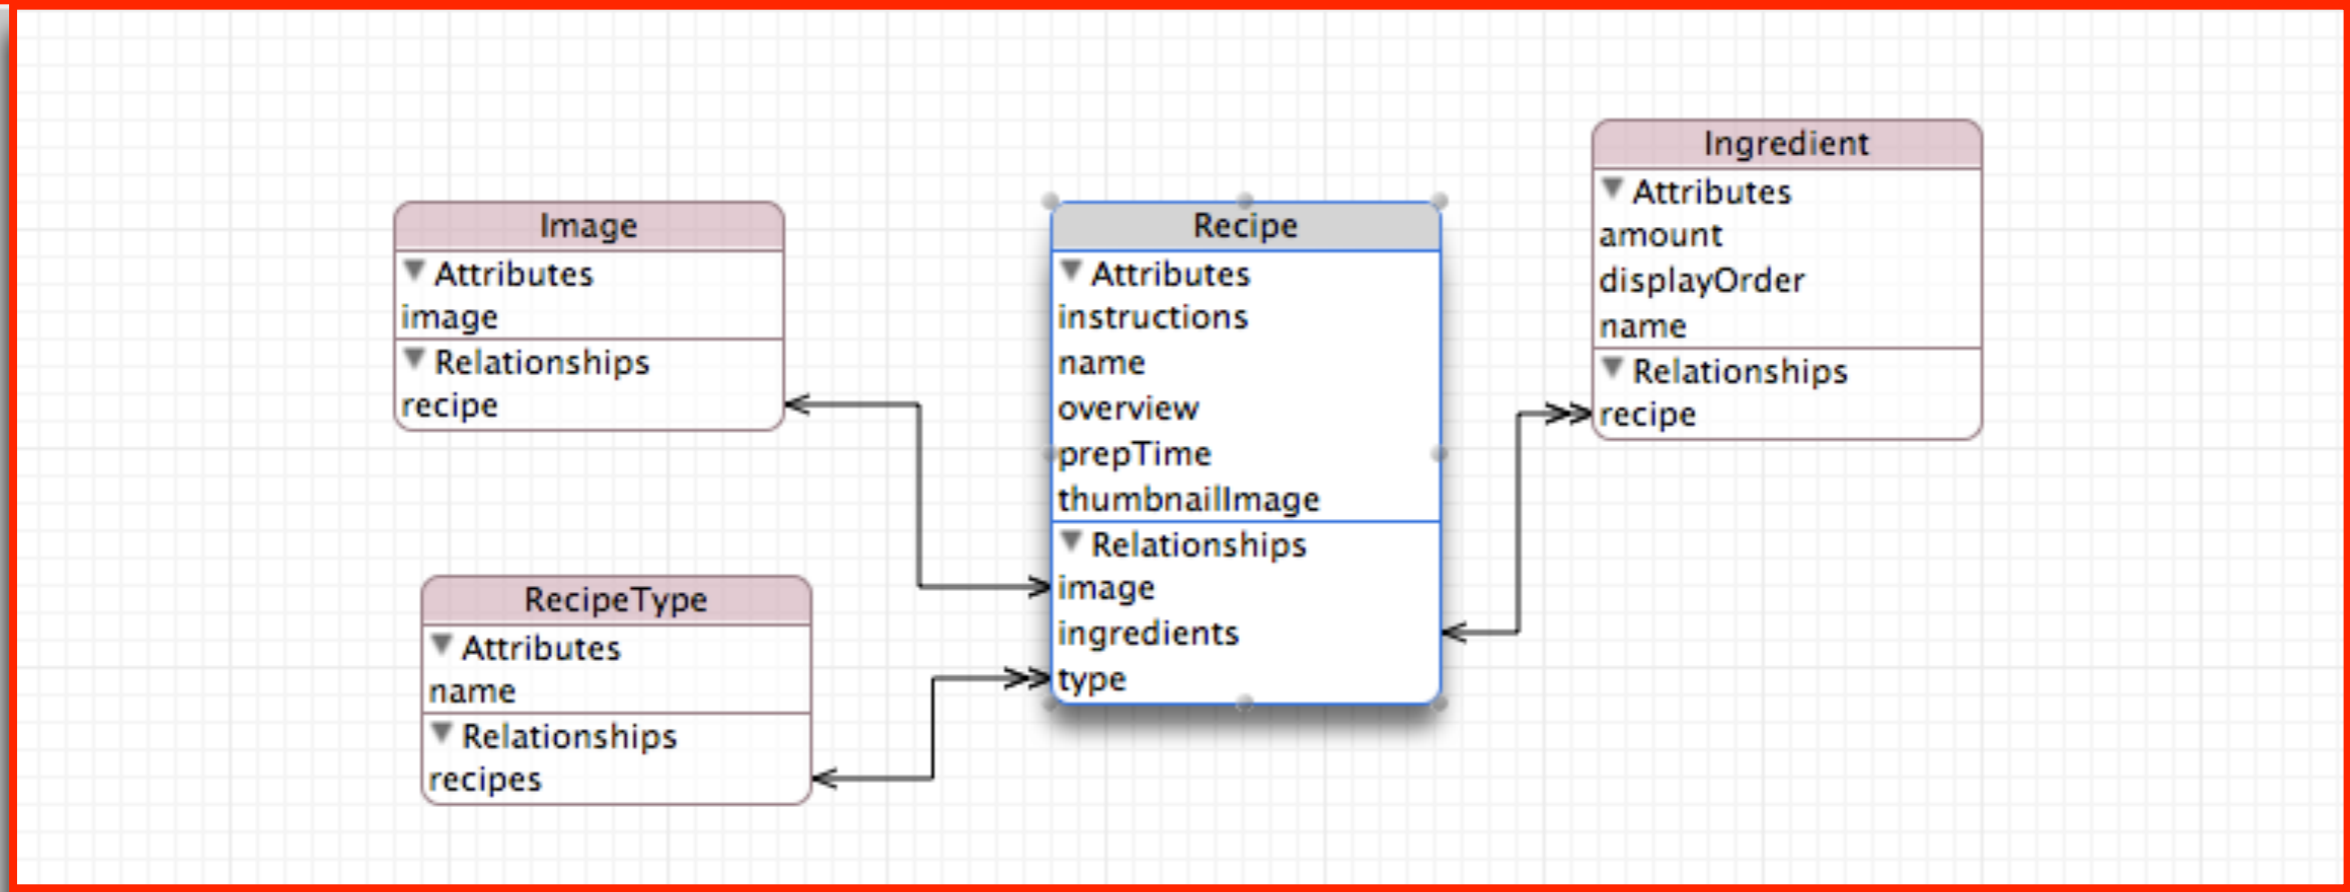 Image
Attributes
image
Relationships
recipe
RecipeType
Attributes
name
Relationships
recipes
Recipe
Attributes
instructions
name
overview
prepTime
thumbnailImage
Relationships
image
ingredients
type
Ingredient
Attributes
amount
displayOrder
name
Relationships
recipe